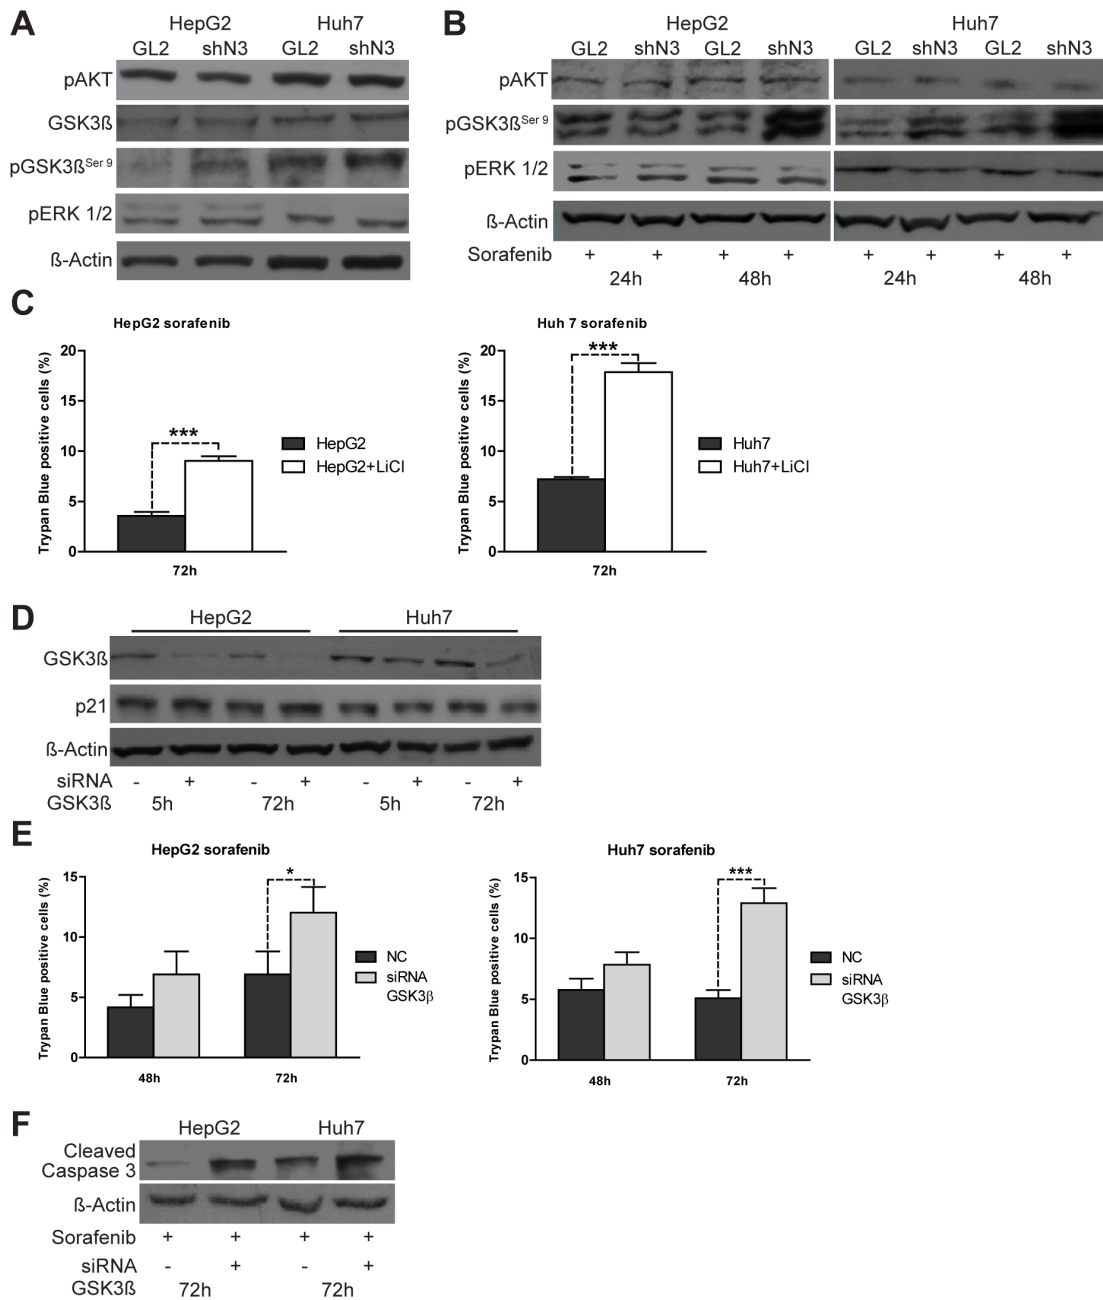 A
HepG2 Huh7
GL2 shN3 GL2 shN3
pAKT
GSK3ß
pGSK3ßSer 9
pERK 1/2
ß-Actin
B
HepG2 Huh7
GL2 shN3 GL2 shN3 GL2 shN3 GL2 shN3
pAKT
pGSK3ßSer 9
pERK 1/2
ß-Actin
Sorafenib + + + + + + + +
24h 48h 24h 48h
C
HepG2 sorafenib
Trypan Blue positive cells (%)
20
15
10
5
0
***
72h
HepG2
HepG2+LiCl
Huh 7 sorafenib
Trypan Blue positive cells (%)
20
15
10
5
0
***
72h
Huh7
Huh7+LiCl
D
HepG2 Huh7
GSK3ß
p21
ß-Actin
siRNA - + - + - + - +
GSK3ß 5h 72h 5h 72h
E
HepG2 sorafenib
Trypan Blue positive cells (%)
15
10
5
0
*
48h 72h
NC
siRNA
GSK3β
Huh7 sorafenib
Trypan Blue positive cells (%)
15
10
5
0
***
48h 72h
NC
siRNA
GSK3β
F
HepG2 Huh7
Cleaved
Caspase 3
ß-Actin
Sorafenib + + + +
siRNA - + - +
GSK3ß 72h 72h